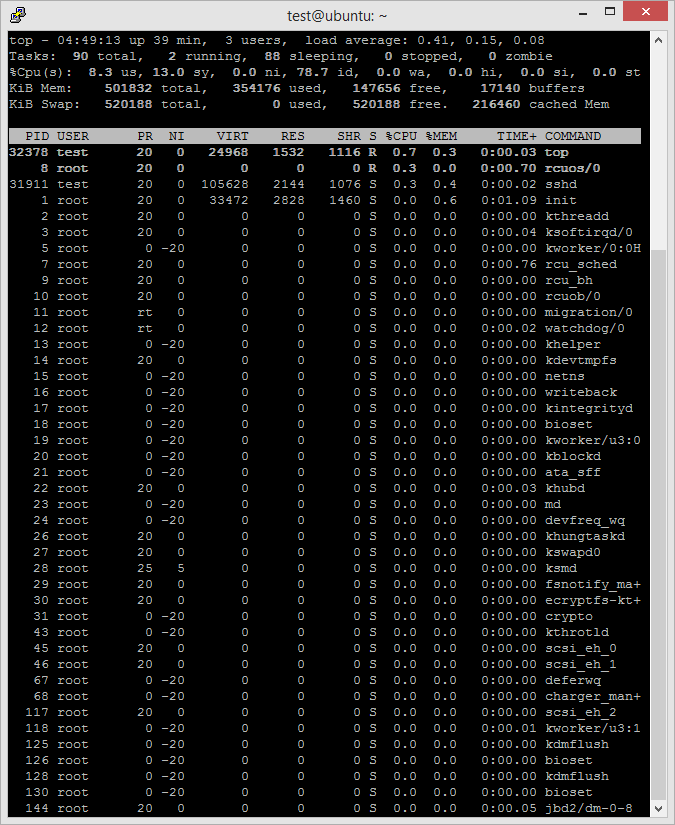 test@ubuntu: ~
top - 04:49:13 up 39 min,  3 users,  load average: 0.41, 0.15, 0.08
Tasks:  90 total,   2 running,  88 sleeping,   0 stopped,   0 zombie
%Cpu(s):  8.3 us, 13.0 sy,  0.0 ni, 78.7 id,  0.0 wa,  0.0 hi,  0.0 si,  0.0 st
KiB Mem:    501832 total,   354176 used,   147656 free,    17140 buffers
KiB Swap:   520188 total,        0 used,   520188 free.   216460 cached Mem
  PID USER      PR  NI    VIRT    RES    SHR S %CPU %MEM     TIME+ COMMAND
32378 test      20   0   24968   1532   1116 R  0.7  0.3   0:00.03 top
    8 root      20   0       0      0      0 R  0.3  0.0   0:00.70 rcuos/0
31911 test      20   0  105628   2144   1076 S  0.3  0.4   0:00.02 sshd
    1 root      20   0   33472   2828   1460 S  0.0  0.6   0:01.09 init
    2 root      20   0       0      0      0 S  0.0  0.0   0:00.00 kthreadd
    3 root      20   0       0      0      0 S  0.0  0.0   0:00.04 ksoftirqd/0
    5 root       0 -20       0      0      0 S  0.0  0.0   0:00.00 kworker/0:0H
    7 root      20   0       0      0      0 S  0.0  0.0   0:00.76 rcu_sched
    9 root      20   0       0      0      0 S  0.0  0.0   0:00.00 rcu_bh
   10 root      20   0       0      0      0 S  0.0  0.0   0:00.00 rcuob/0
   11 root      rt   0       0      0      0 S  0.0  0.0   0:00.00 migration/0
   12 root      rt   0       0      0      0 S  0.0  0.0   0:00.02 watchdog/0
   13 root       0 -20       0      0      0 S  0.0  0.0   0:00.00 khelper
   14 root      20   0       0      0      0 S  0.0  0.0   0:00.00 kdevtmpfs
   15 root       0 -20       0      0      0 S  0.0  0.0   0:00.00 netns
   16 root       0 -20       0      0      0 S  0.0  0.0   0:00.00 writeback
   17 root       0 -20       0      0      0 S  0.0  0.0   0:00.00 kintegrityd
   18 root       0 -20       0      0      0 S  0.0  0.0   0:00.00 bioset
   19 root       0 -20       0      0      0 S  0.0  0.0   0:00.00 kworker/u3:0
   20 root       0 -20       0      0      0 S  0.0  0.0   0:00.00 kblockd
   21 root       0 -20       0      0      0 S  0.0  0.0   0:00.00 ata_sff
   22 root      20   0       0      0      0 S  0.0  0.0   0:00.03 khubd
   23 root       0 -20       0      0      0 S  0.0  0.0   0:00.00 md
   24 root       0 -20       0      0      0 S  0.0  0.0   0:00.00 devfreq_wq
   26 root      20   0       0      0      0 S  0.0  0.0   0:00.00 khungtaskd
   27 root      20   0       0      0      0 S  0.0  0.0   0:00.00 kswapd0
   28 root      25   5       0      0      0 S  0.0  0.0   0:00.00 ksmd
   29 root      20   0       0      0      0 S  0.0  0.0   0:00.00 fsnotify_ma+
   30 root      20   0       0      0      0 S  0.0  0.0   0:00.00 ecryptfs-kt+
   31 root       0 -20       0      0      0 S  0.0  0.0   0:00.00 crypto
   43 root       0 -20       0      0      0 S  0.0  0.0   0:00.00 kthrotld
   45 root      20   0       0      0      0 S  0.0  0.0   0:00.00 scsi_eh_0
   46 root      20   0       0      0      0 S  0.0  0.0   0:00.00 scsi_eh_1
   67 root       0 -20       0      0      0 S  0.0  0.0   0:00.00 deferwq
   68 root       0 -20       0      0      0 S  0.0  0.0   0:00.00 charger_man+
  117 root      20   0       0      0      0 S  0.0  0.0   0:00.00 scsi_eh_2
  118 root       0 -20       0      0      0 S  0.0  0.0   0:00.01 kworker/u3:1
  125 root       0 -20       0      0      0 S  0.0  0.0   0:00.00 kdmflush
  126 root       0 -20       0      0      0 S  0.0  0.0   0:00.00 bioset
  128 root       0 -20       0      0      0 S  0.0  0.0   0:00.00 kdmflush
  130 root       0 -20       0      0      0 S  0.0  0.0   0:00.00 bioset
  144 root      20   0       0      0      0 S  0.0  0.0   0:00.05 jbd2/dm-0-8